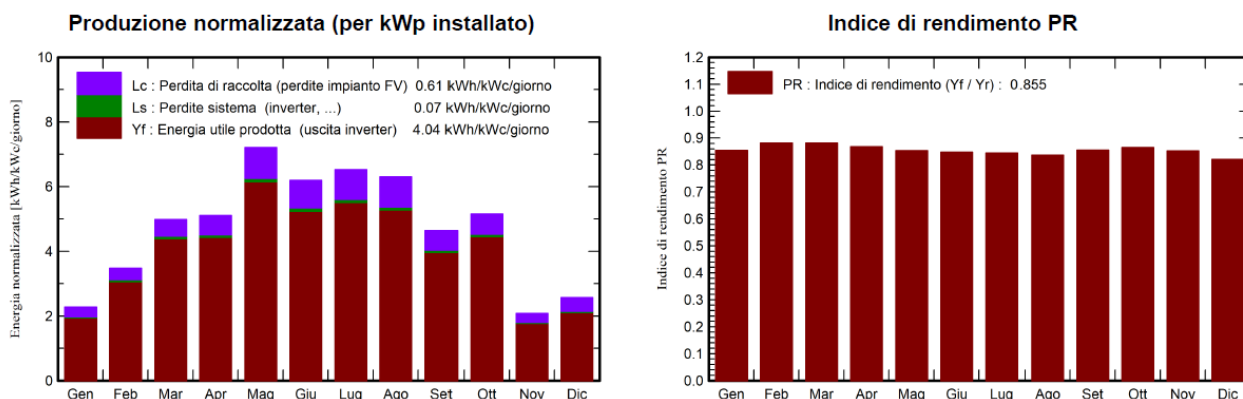 Produzione normalizzata (per kWp installato)
10
8
6
4
2
0
Energia normalizzata [kWh/kWc/giorno]
Lc : Perdita di raccolta (perdite impianto FV) 0.61 kWh/kWc/giorno
Ls : Perdite sistema (inverter, ...) 0.07 kWh/kWc/giorno
Yf : Energia utile prodotta (uscita inverter) 4.04 kWh/kWc/giorno
Gen Feb Mar Apr Mag Giu Lug Ago Set Ott Nov Dic
Indice di rendimento PR
1.2
1.1
1.0
0.9
0.8
0.7
0.6
0.5
0.4
0.3
0.2
0.1
0.0
Indice di rendimento PR
PR : Indice di rendimento (Yf / Yr) : 0.855
Gen Feb Mar Apr Mag Giu Lug Ago Set Ott Nov Dic